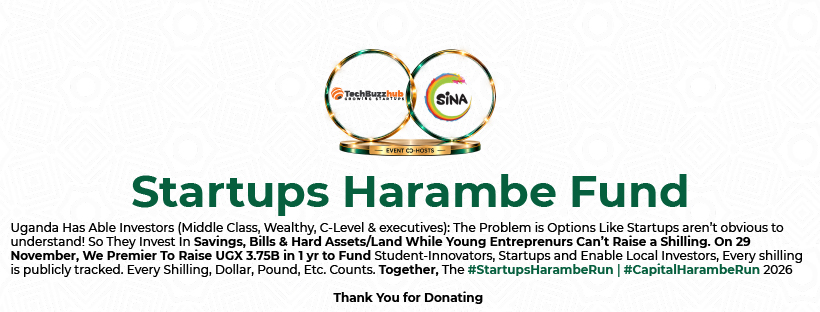 TechBuzzhub
GROWING STARTUPS
SiNA
EVENT CO-HOSTS
Startups Harambe Fund
Uganda Has Able Investors (Middle Class, Wealthy, C-Level & executives): The Problem is Options Like Startups aren't obvious to
understand! So They Invest In Savings, Bills & Hard Assets/Land While Young Entreprenurs Can't Raise a Shilling. On 29
November, We Premier To Raise UGX 3.75B in 1 yr to Fund Student-Innovators, Startups and Enable Local Investors, Every shilling
is publicly tracked. Every Shilling, Dollar, Pound, Etc. Counts. Together, The #StartupsHarambeRun | #CapitalHarambeRun 2026
Thank You for Donating